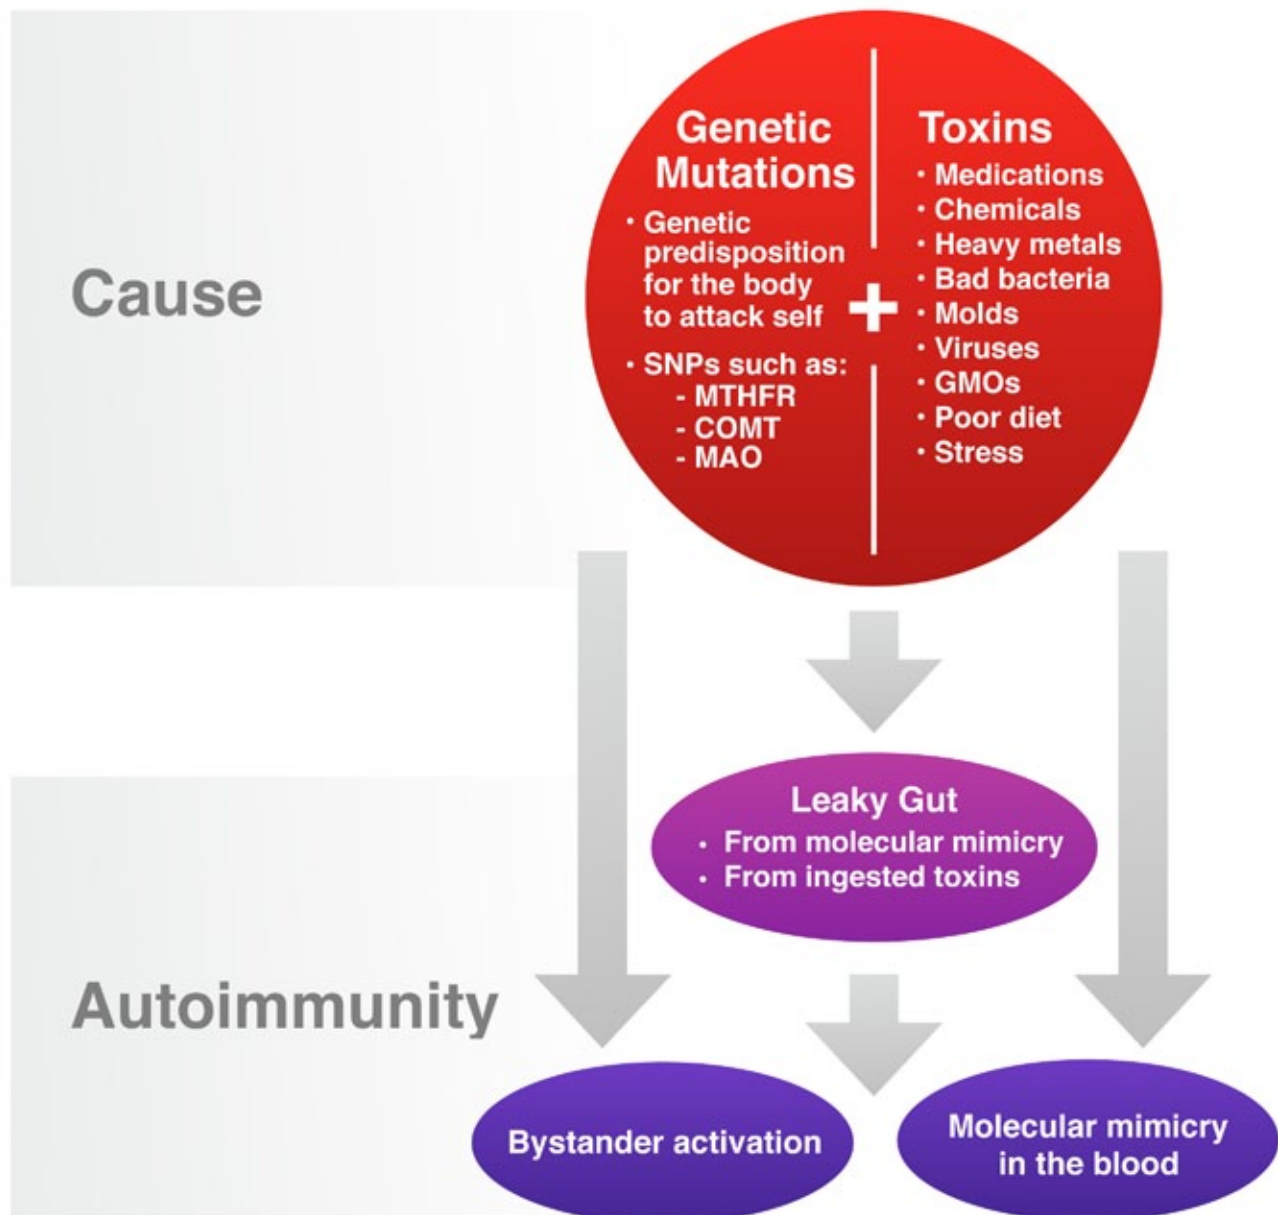 Cause
Genetic
Mutations
• Genetic
predisposition
for the body
to attack self
• SNPs such as:
- MTHFR
- COMT
- MAO
+
Toxins
• Medications
• Chemicals
• Heavy metals
• Bad bacteria
• Molds
• Viruses
• GMOs
• Poor diet
• Stress
Autoimmunity
Leaky Gut
• From molecular mimicry
• From ingested toxins
Bystander activation
Molecular mimicry
in the blood